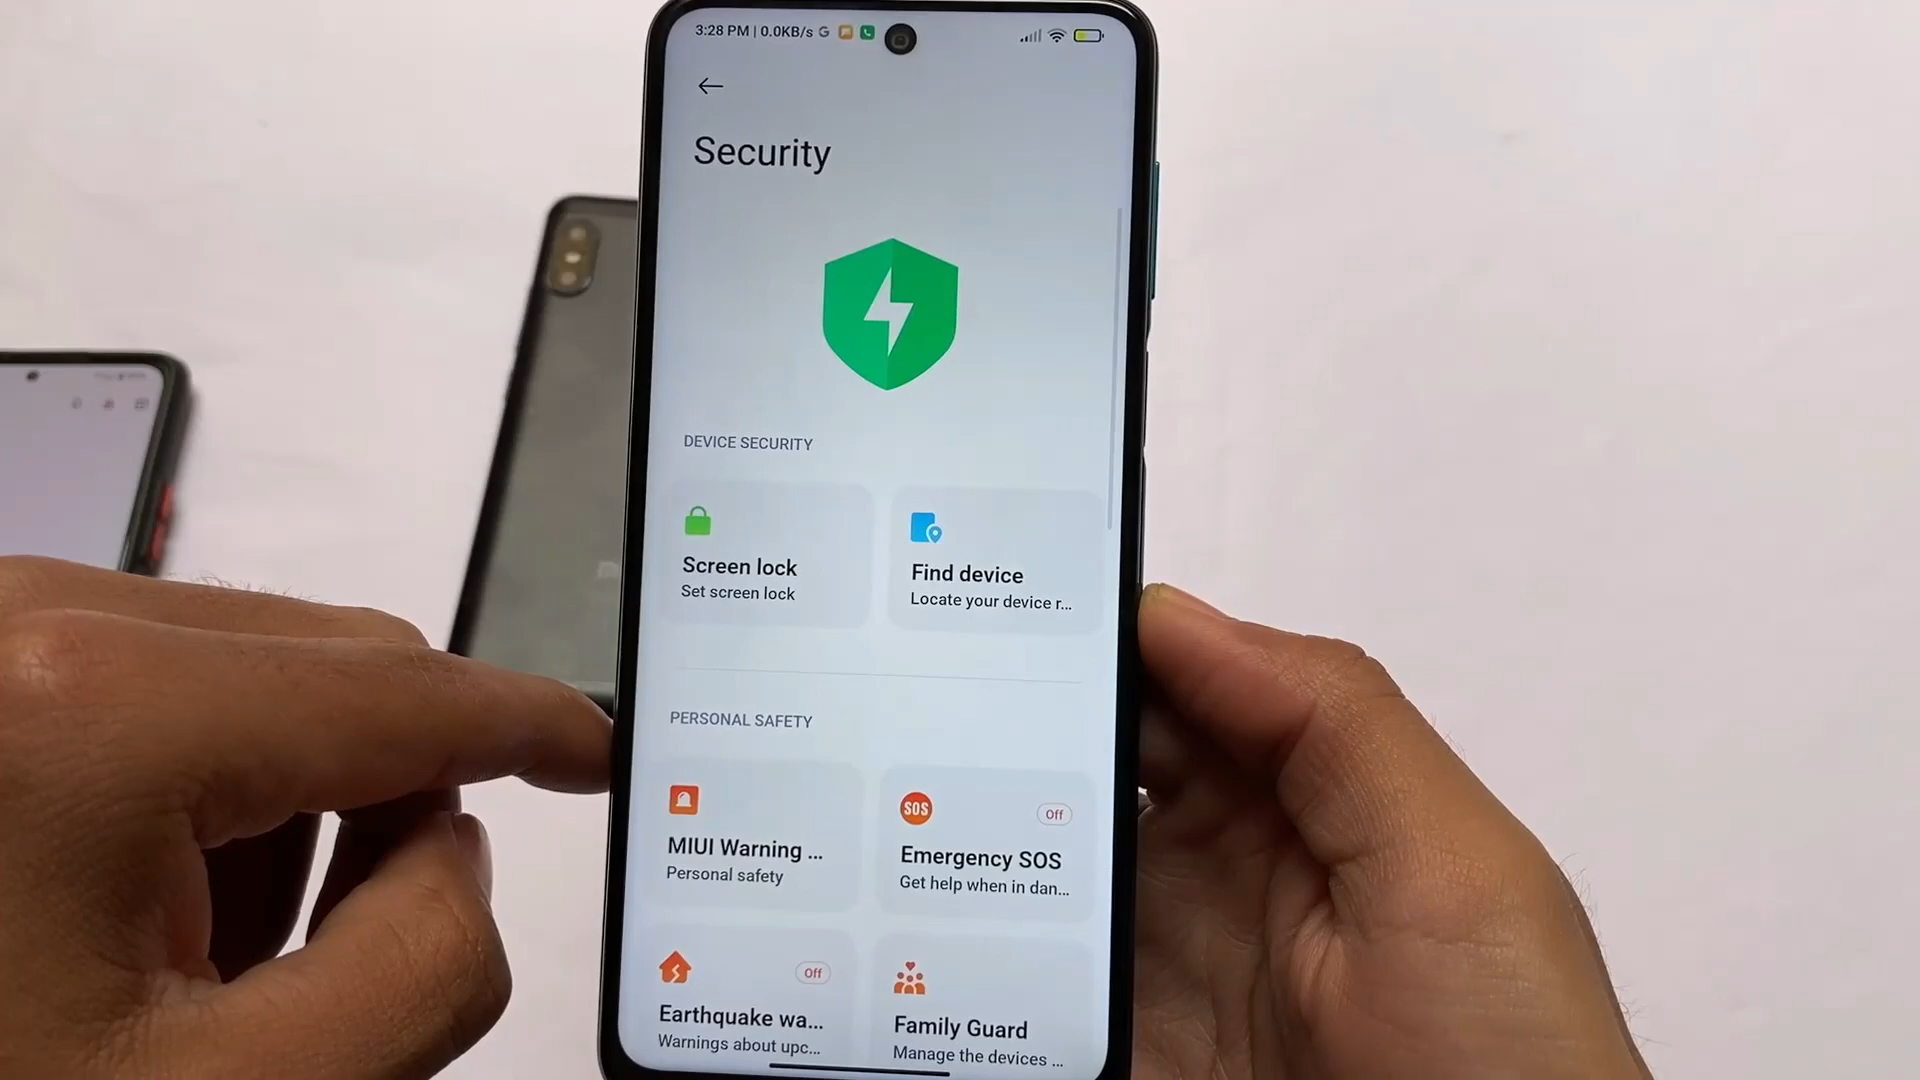 3:28 PM | 0.0KB/s G
Security
DEVICE SECURITY
Screen lock
Set screen lock
Find device
Locate your device r...
PERSONAL SAFETY
MIUI Warning ...
Personal safety
SOS
Off
Emergency SOS
Get help when in dan...
Off
Earthquake wa...
Warnings about upc...
Family Guard
Manage the devices ...